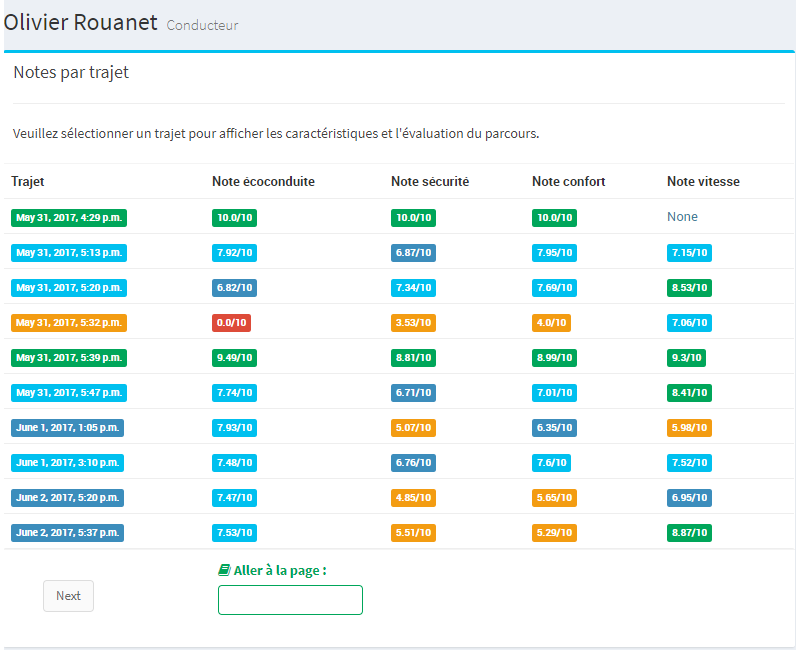 Olivier Rouanet Conducteur
Notes par trajet
Veuillez sélectionner un trajet pour afficher les caractéristiques et l'évaluation du parcours.
Trajet Note écoconduite Note sécurité Note confort Note vitesse
May 31, 2017, 4:29 p.m. 10.0/10 10.0/10 10.0/10 None
May 31, 2017, 5:13 p.m. 7.92/10 6.87/10 7.95/10 7.15/10
May 31, 2017, 5:20 p.m. 6.82/10 7.34/10 7.69/10 8.53/10
May 31, 2017, 5:32 p.m. 0.0/10 3.53/10 4.0/10 7.06/10
May 31, 2017, 5:39 p.m. 9.49/10 8.81/10 8.99/10 9.3/10
May 31, 2017, 5:47 p.m. 7.74/10 6.71/10 7.01/10 8.41/10
June 1, 2017, 1:05 p.m. 7.93/10 5.07/10 6.35/10 5.98/10
June 1, 2017, 3:10 p.m. 7.48/10 6.76/10 7.6/10 7.52/10
June 2, 2017, 5:20 p.m. 7.47/10 4.85/10 5.65/10 6.95/10
June 2, 2017, 5:37 p.m. 7.53/10 5.51/10 5.29/10 8.87/10
Aller à la page :
Next